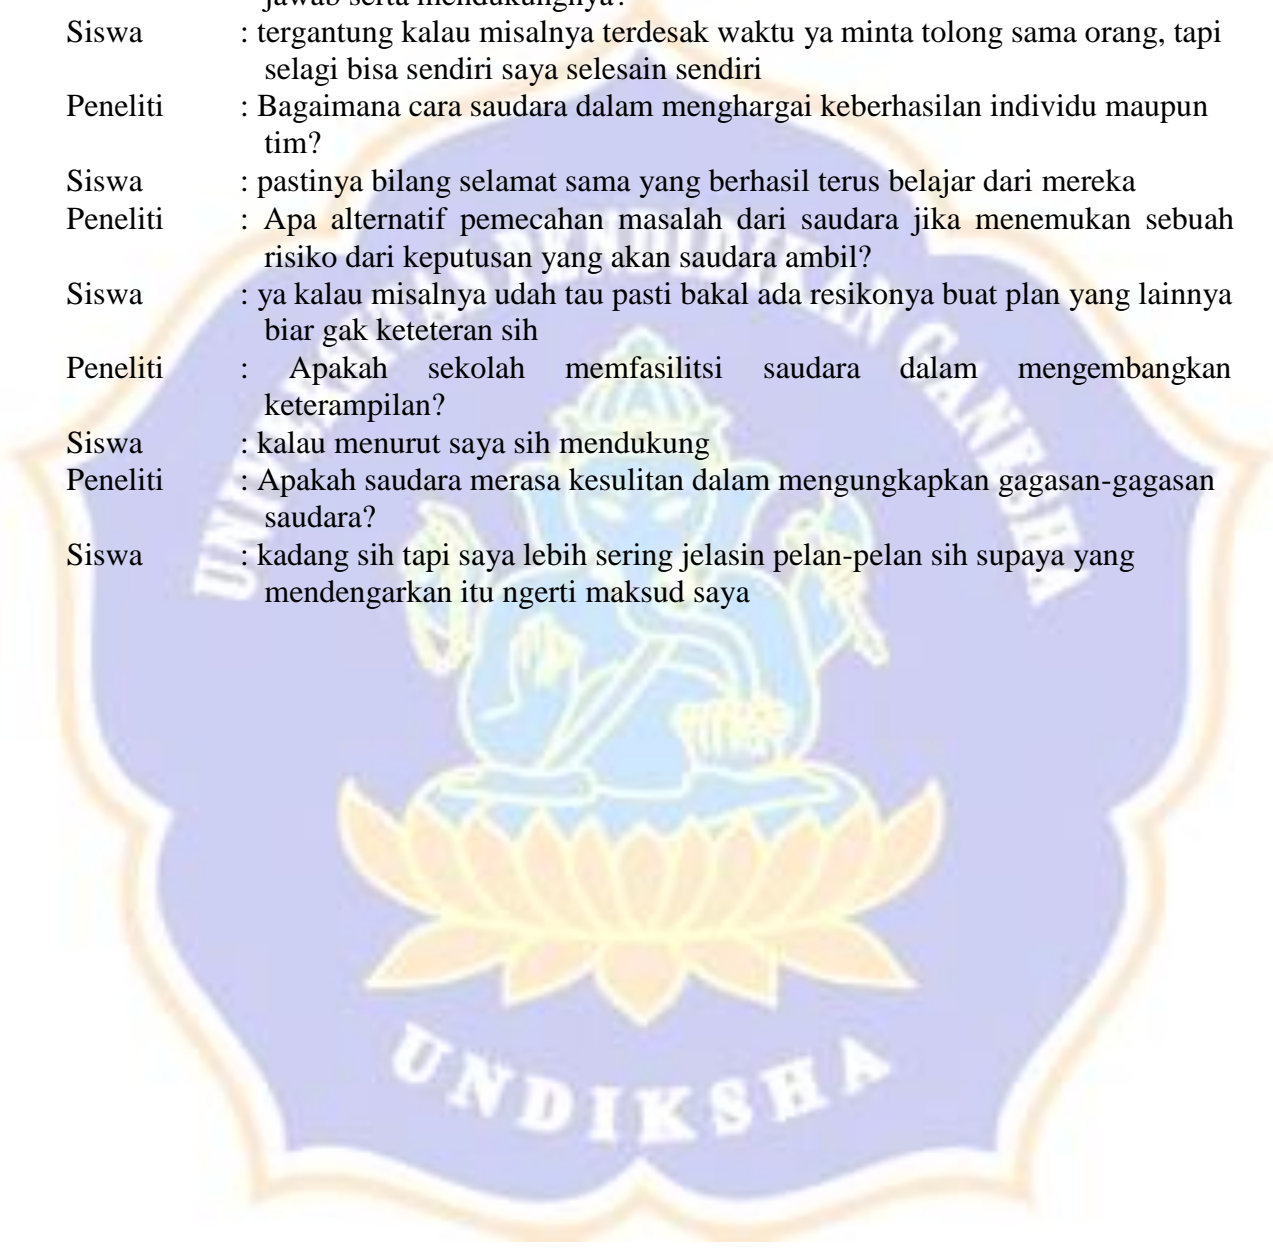 jawab serta mendukungnya?
Siswa : tergantung kalau misalnya terdesak waktu ya minta tolong sama orang, tapi
selagi bisa sendiri saya selesain sendiri
Peneliti : Bagaimana cara saudara dalam menghargai keberhasilan individu maupun
tim?
Siswa : pastinya bilang selamat sama yang berhasil terus belajar dari mereka
Peneliti : Apa alternatif pemecahan masalah dari saudara jika menemukan sebuah
risiko dari keputusan yang akan saudara ambil?
Siswa : ya kalau misalnya udah tau pasti bakal ada resikonya buat plan yang lainnya
biar gak keteteran sih
Peneliti : Apakah sekolah memfasilitsi saudara dalam mengembangkan
keterampilan?
Siswa : kalau menurut saya sih mendukung
Peneliti : Apakah saudara merasa kesulitan dalam mengungkapkan gagasan-gagasan
saudara?
Siswa : kadang sih tapi saya lebih sering jelasin pelan-pelan sih supaya yang
mendengarkan itu ngerti maksud saya
UNIVERSITAS PENDIDIKAN GANESHA
UNDIKSHA